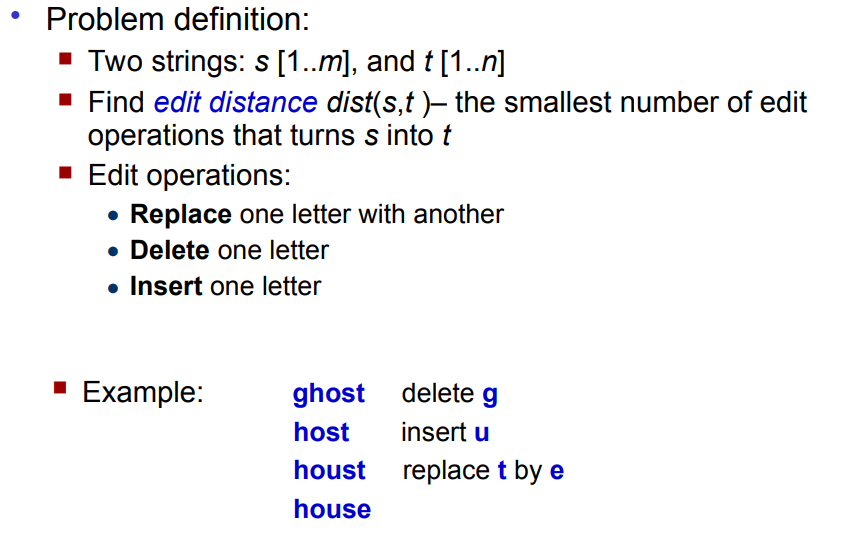 • Problem definition:
▪ Two strings: s [1..m], and t [1..n]
▪ Find edit distance dist(s,t )– the smallest number of edit
operations that turns s into t
▪ Edit operations:
• Replace one letter with another
• Delete one letter
• Insert one letter
▪ Example: ghost delete g
host insert u
houst replace t by e
house